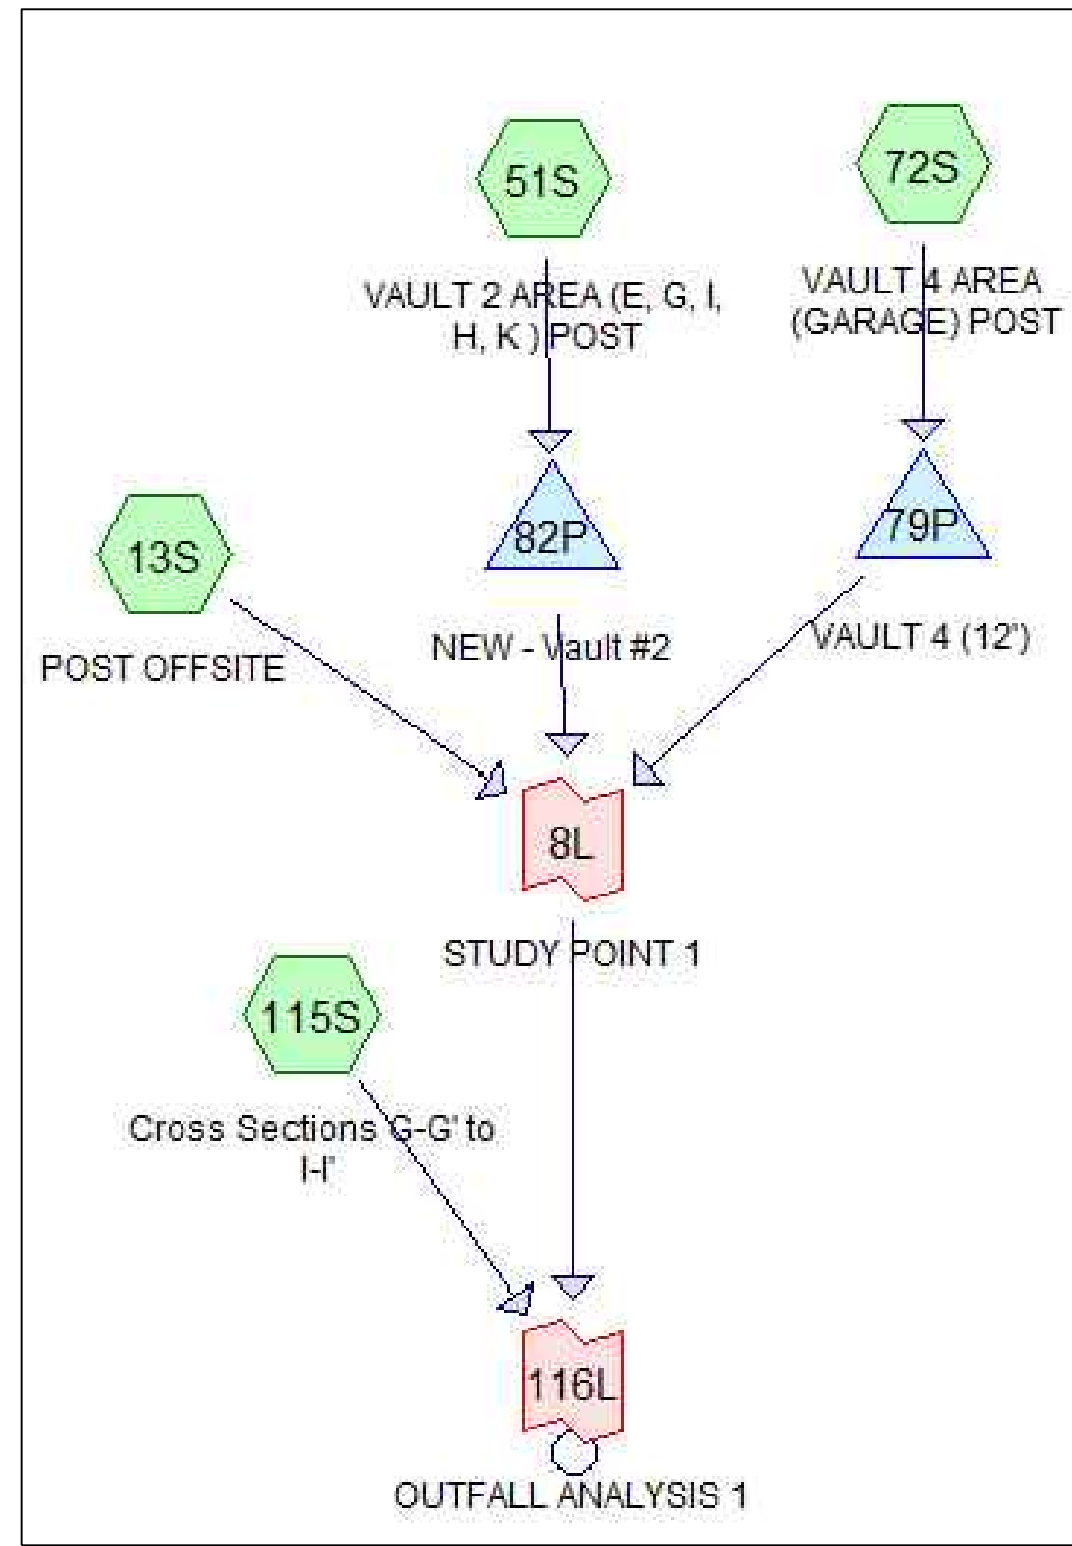 51S
72S
VAULT 2 AREA (E, G, I,
H, K ) POST
VAULT 4 AREA
(GARAGE) POST
82P
79P
13S
NEW - Vault #2
VAULT 4 (12')
POST OFFSITE
8L
STUDY POINT 1
115S
Cross Sections G-G' to
I-I'
116L
OUTFALL ANALYSIS 1